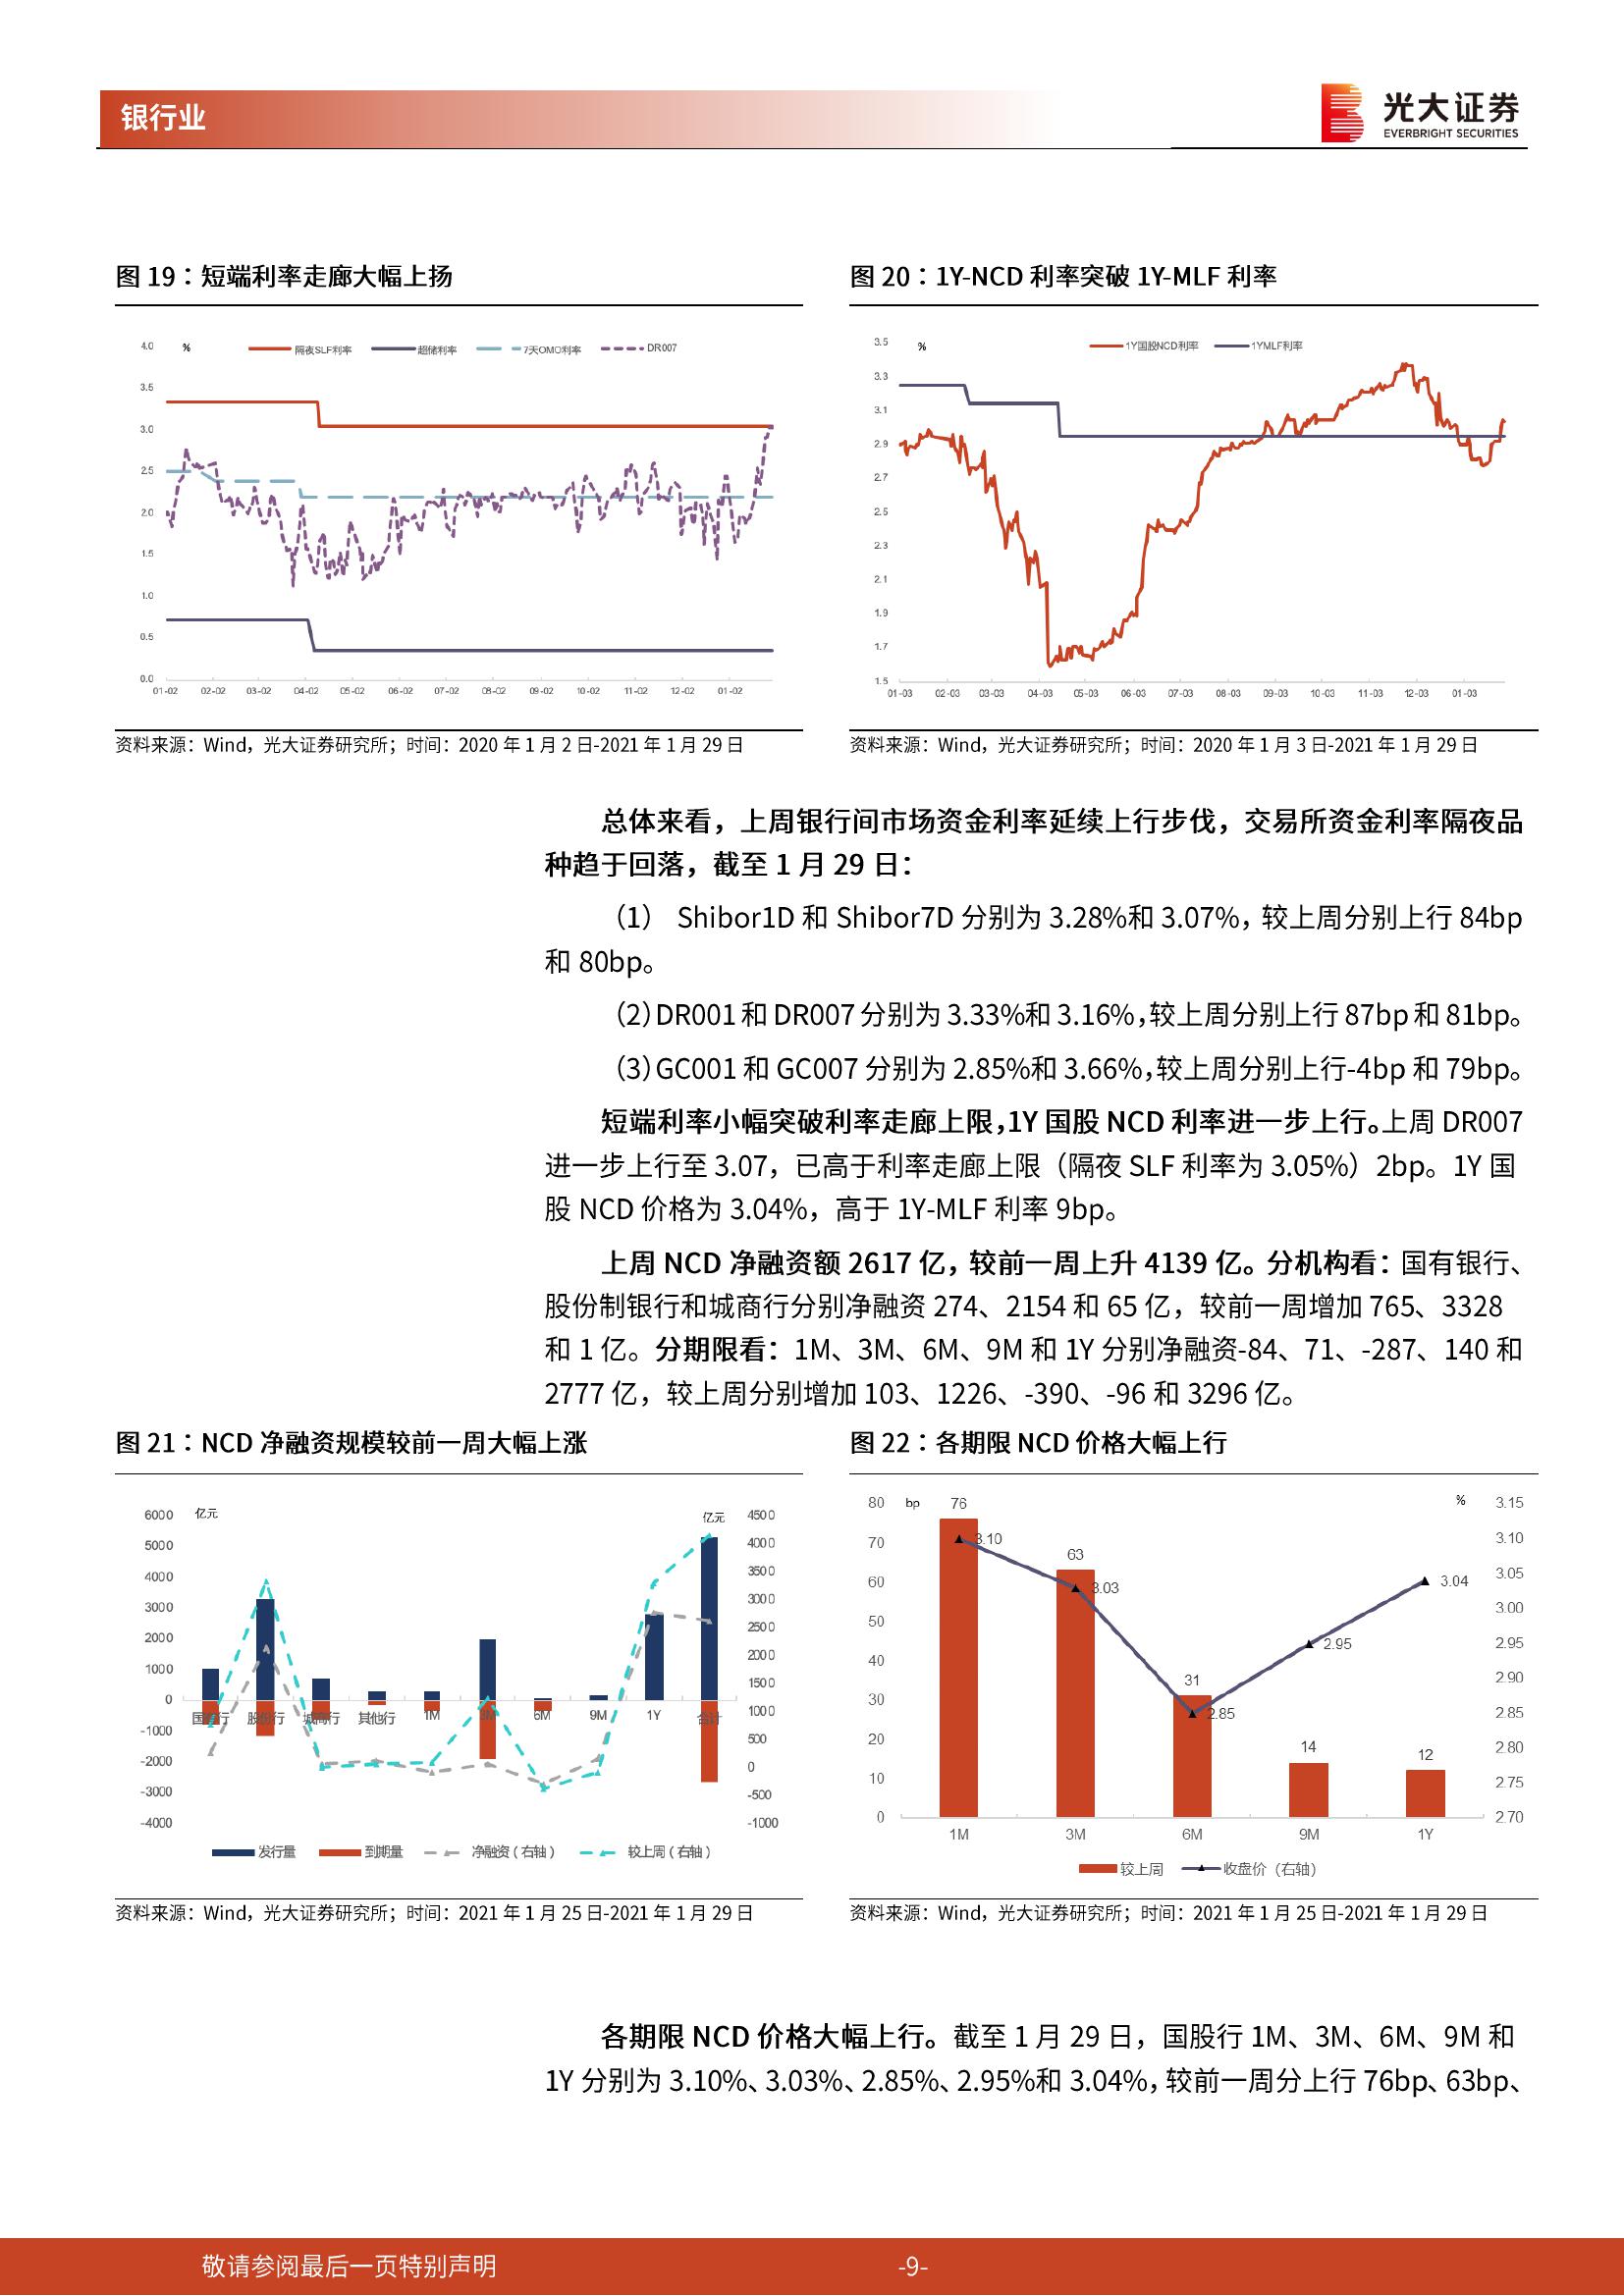 银行业
光大证券
EVERBRIGHT SECURITIES
图 19：短端利率走廊大幅上扬
4.0
%
隔夜SLF利率
超储利率
7天OMO利率
DR007
3.5
3.0
2.5
2.0
1.5
1.0
0.5
0.0
01-02 02-02 03-02 04-02 05-02 06-02 07-02 08-02 09-02 10-02 11-02 12-02 01-02
资料来源：Wind，光大证券研究所；时间：2020 年 1 月 2 日-2021 年 1 月 29 日
图 20：1Y-NCD 利率突破 1Y-MLF 利率
3.5
%
1Y国股NCD利率
1YMLF利率
3.3
3.1
2.9
2.7
2.5
2.3
2.1
1.9
1.7
1.5
01-03 02-03 03-03 04-03 05-03 06-03 07-03 08-03 09-03 10-03 11-03 12-03 01-03
资料来源：Wind，光大证券研究所；时间：2020 年 1 月 3 日-2021 年 1 月 29 日
总体来看，上周银行间市场资金利率延续上行步伐，交易所资金利率隔夜品
种趋于回落，截至 1 月 29 日：
（1） Shibor1D 和 Shibor7D 分别为 3.28%和 3.07%，较上周分别上行 84bp
和 80bp。
（2）DR001 和 DR007 分别为 3.33%和 3.16%，较上周分别上行 87bp 和 81bp。
（3）GC001 和 GC007 分别为 2.85%和 3.66%，较上周分别上行-4bp 和 79bp。
短端利率小幅突破利率走廊上限，1Y 国股 NCD 利率进一步上行。上周 DR007
进一步上行至 3.07，已高于利率走廊上限（隔夜 SLF 利率为 3.05%）2bp。1Y 国
股 NCD 价格为 3.04%，高于 1Y-MLF 利率 9bp。
上周 NCD 净融资额 2617 亿，较前一周上升 4139 亿。分机构看：国有银行、
股份制银行和城商行分别净融资 274、2154 和 65 亿，较前一周增加 765、3328
和 1 亿。分期限看：1M、3M、6M、9M 和 1Y 分别净融资-84、71、-287、140 和
2777 亿，较上周分别增加 103、1226、-390、-96 和 3296 亿。
图 21：NCD 净融资规模较前一周大幅上涨
6000
亿元
亿元
4500
5000
4000
3000
2000
1000
0
-1000
-2000
-3000
-4000
4000
3500
3000
2500
2000
1500
1000
500
0
-500
-1000
国有行 股份行 城商行 其他行 1M 3M 6M 9M 1Y 合计
发行量
到期量
净融资（右轴）
较上周（右轴）
资料来源：Wind，光大证券研究所；时间：2021 年 1 月 25 日-2021 年 1 月 29 日
图 22：各期限 NCD 价格大幅上行
80
bp
76
%
3.15
70
60
50
40
30
20
10
0
3.10
3.05
3.00
2.95
2.90
2.85
2.80
2.75
2.70
3.10
63
3.03
31
2.85
14
2.95
12
3.04
1M 3M 6M 9M 1Y
较上周
收盘价（右轴）
资料来源：Wind，光大证券研究所；时间：2021 年 1 月 25 日-2021 年 1 月 29 日
各期限 NCD 价格大幅上行。截至 1 月 29 日，国股行 1M、3M、6M、9M 和
1Y 分别为 3.10%、3.03%、2.85%、2.95%和 3.04%，较前一周分上行 76bp、63bp、
敬请参阅最后一页特别声明
-9-